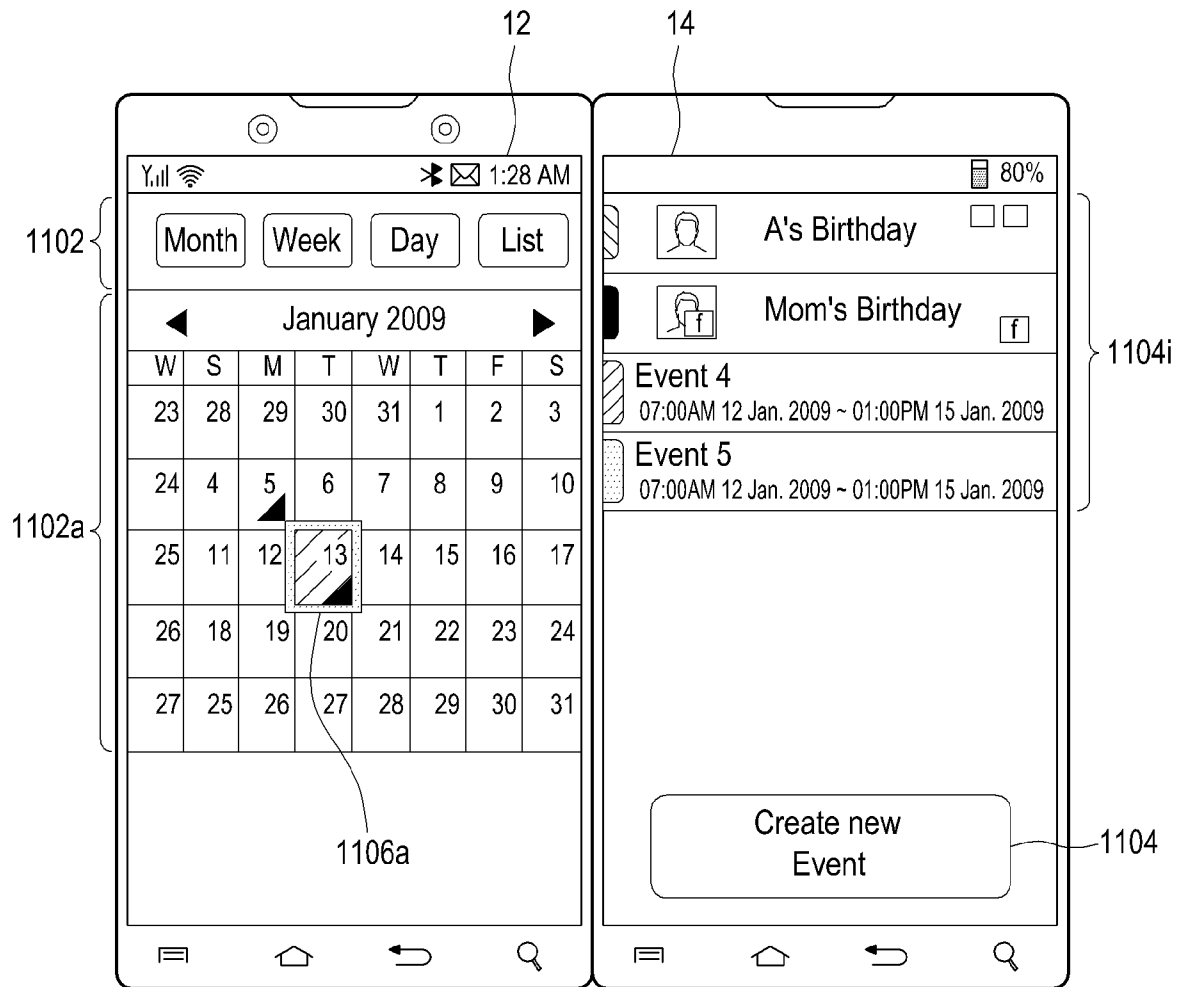 12 14
1:28 AM
80%
1102
Month Week Day List
A's Birthday
January 2009
Mom's Birthday
f
f
1104i
W S M T W T F S
Event 4
07:00AM 12 Jan. 2009 ~ 01:00PM 15 Jan. 2009
23 28 29 30 31 1 2 3
Event 5
07:00AM 12 Jan. 2009 ~ 01:00PM 15 Jan. 2009
24 4 5 6 7 8 9 10
1102a
25 11 12 13 14 15 16 17
26 18 19 20 21 22 23 24
27 25 26 27 28 29 30 31
1106a
Create new
Event
1104